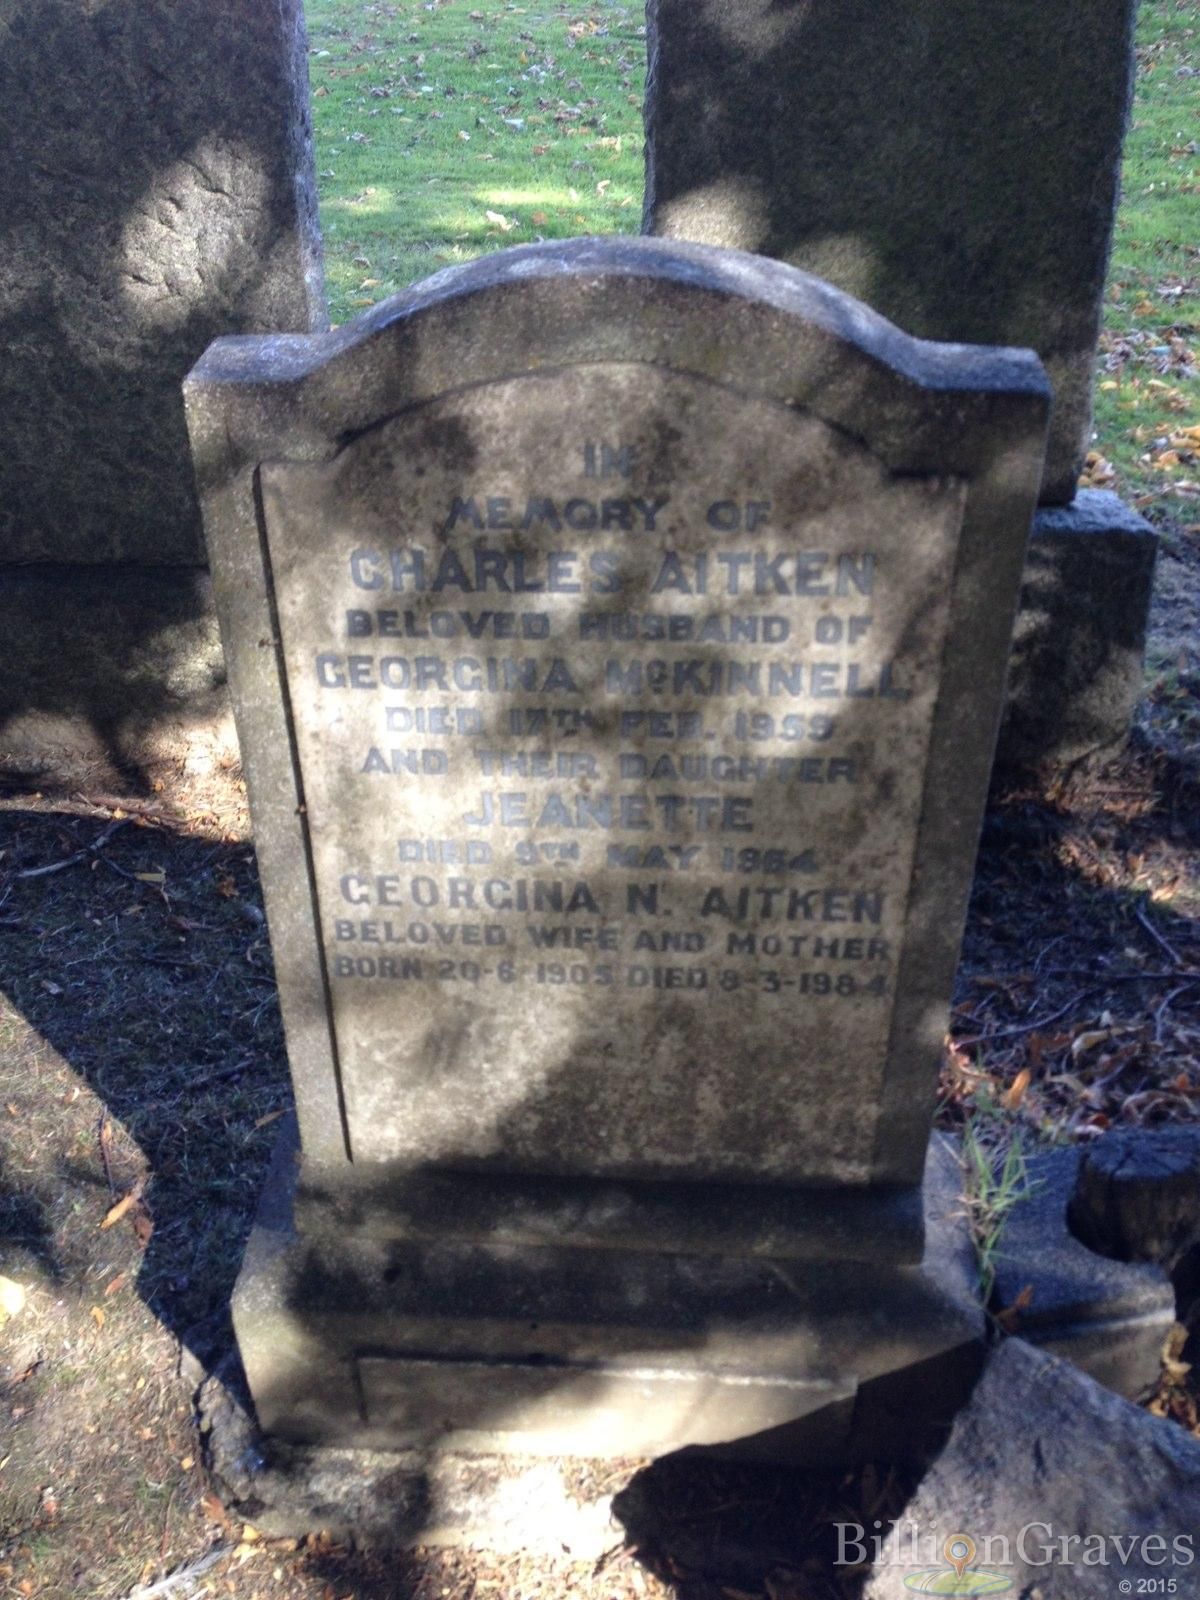 IN
MEMORY OF
CHARLES AITKEN
BELOVED HUSBAND OF
GEORGINA McKINNELL
DIED 17TH FEB. 1959
AND THEIR DAUGHTER
JEANETTE
DIED 9TH MAY 1964
GEORGINA N. AITKEN
BELOVED WIFE AND MOTHER
BORN 20-6-1905 DIED 8-3-1984
BillionGraves
© 2015